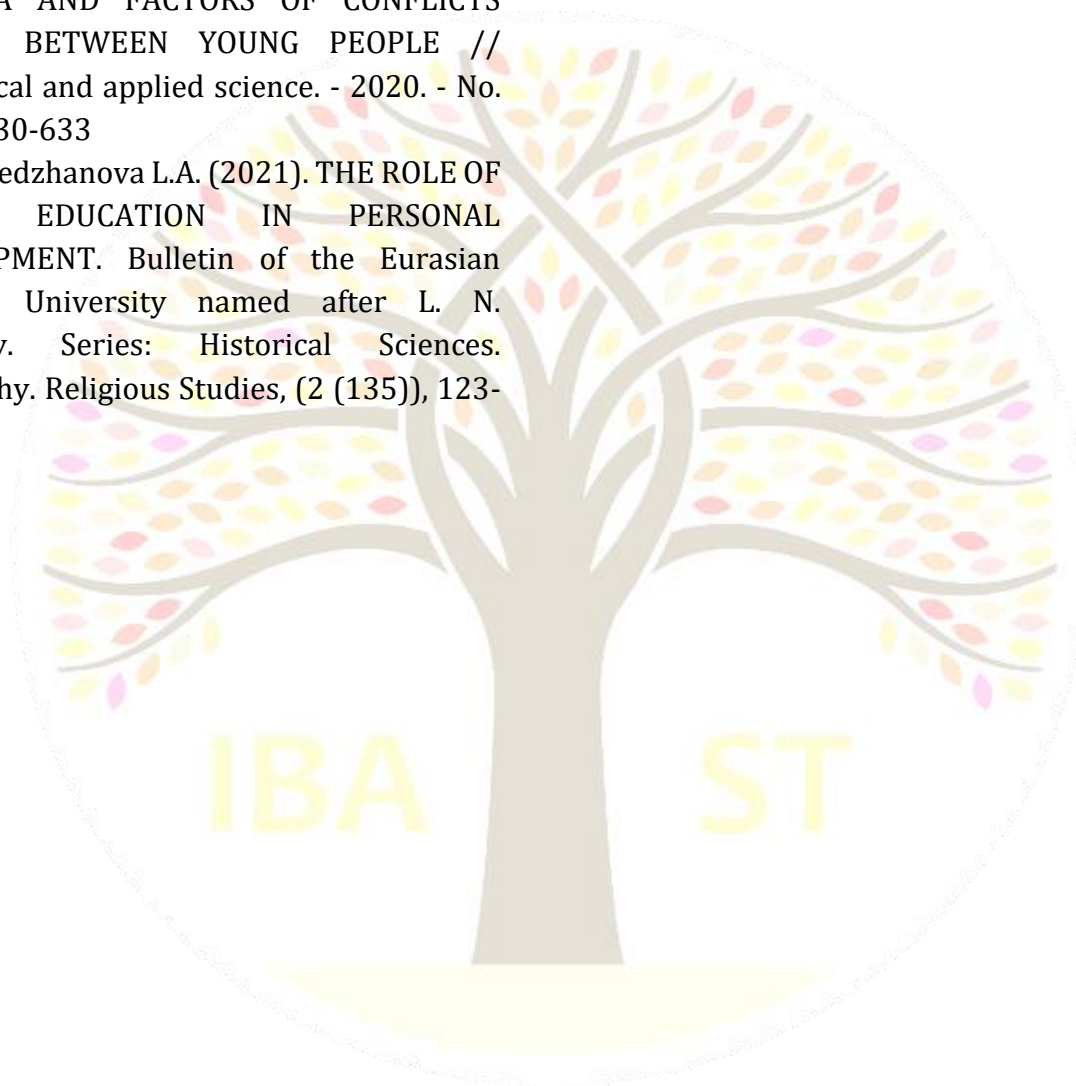 AND FACTORS OF CONFLICTS
BETWEEN YOUNG PEOPLE //
cal and applied science. - 2020. - No.
30-633
edzhanova L.A. (2021). THE ROLE OF
EDUCATION IN PERSONAL
PMENT. Bulletin of the Eurasian
University named after L. N.
y. Series: Historical Sciences.
hy. Religious Studies, (2 (135)), 123-
IBA ST